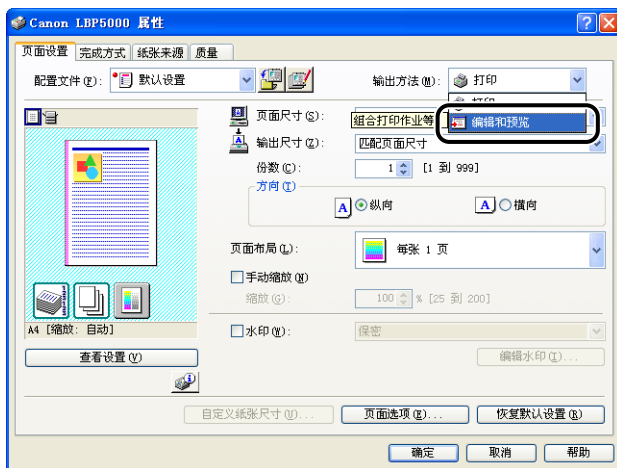 Canon LBP5000 属性
页面设置 完成方式 纸张来源 质量
配置文件(F): 默认设置 输出方法(M): 打印
页面尺寸(S): 组合打印作业等 编辑和预览
输出尺寸(Z): 匹配页面尺寸
份数(C): 1 [1 到 999]
方向(T)
A 纵向 A 横向
页面布局(L): 每张 1 页
手动缩放(N)
缩放(G): 100 % [25 到 200]
A4 [缩放: 自动]
水印(W): 保密
查看设置(V) 编辑水印(I)...
自定义纸张尺寸(U)... 页面选项(E)... 恢复默认设置(R)
确定 取消 帮助